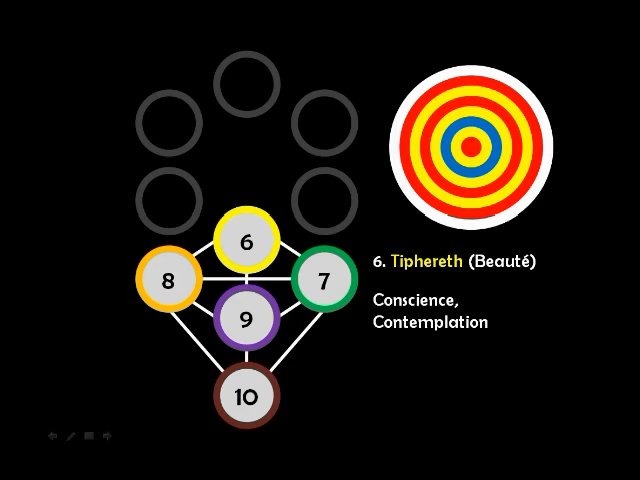 6
8
7
9
10
6. Tiphereth (Beauté)
Conscience,
Contemplation